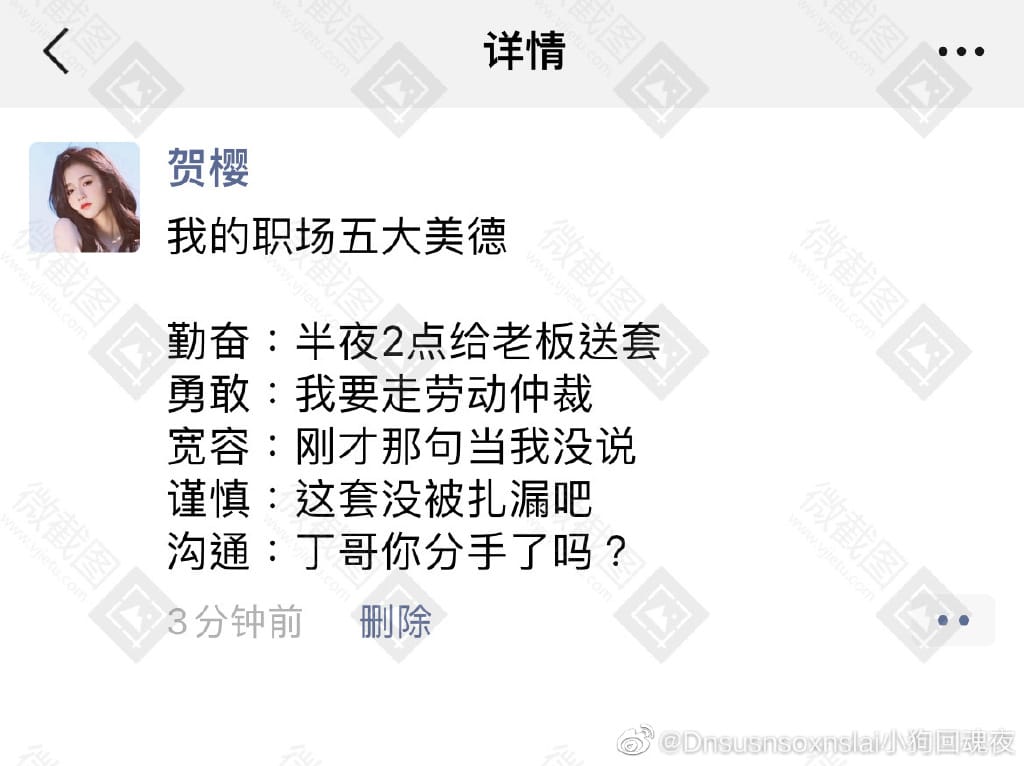 详情
贺樱
我的职场五大美德
勤奋：半夜2点给老板送套
勇敢：我要走劳动仲裁
宽容：刚才那句当我没说
谨慎：这套没被扎漏吧
沟通：丁哥你分手了吗？
3分钟前 删除
微截图
www.vjietu.com
@Dnsusnsoxnslai小狗回魂夜